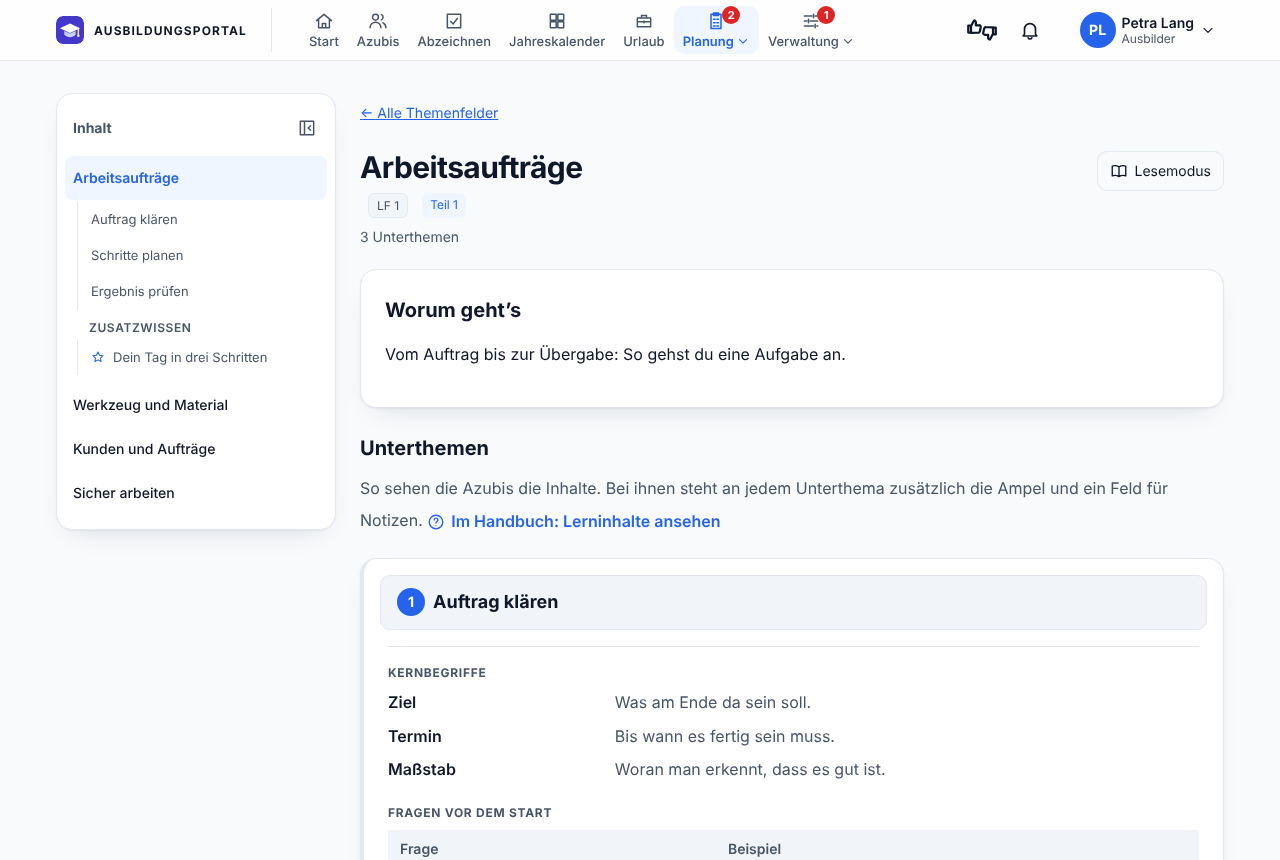 AUSBILDUNGSPORTAL
Start
Azubis
Abzeichnen
Jahreskalender
Urlaub
2
Planung
1
Verwaltung
PL
Petra Lang
Ausbilder
Inhalt
Arbeitsaufträge
Auftrag klären
Schritte planen
Ergebnis prüfen
ZUSATZWISSEN
Dein Tag in drei Schritten
Werkzeug und Material
Kunden und Aufträge
Sicher arbeiten
← Alle Themenfelder
Arbeitsaufträge
Lesemodus
LF 1
Teil 1
3 Unterthemen
Worum geht’s
Vom Auftrag bis zur Übergabe: So gehst du eine Aufgabe an.
Unterthemen
So sehen die Azubis die Inhalte. Bei ihnen steht an jedem Unterthema zusätzlich die Ampel und ein Feld für
Notizen. Im Handbuch: Lerninhalte ansehen
1 Auftrag klären
KERNBEGRIFFE
Ziel Was am Ende da sein soll.
Termin Bis wann es fertig sein muss.
Maßstab Woran man erkennt, dass es gut ist.
FRAGEN VOR DEM START
Frage Beispiel